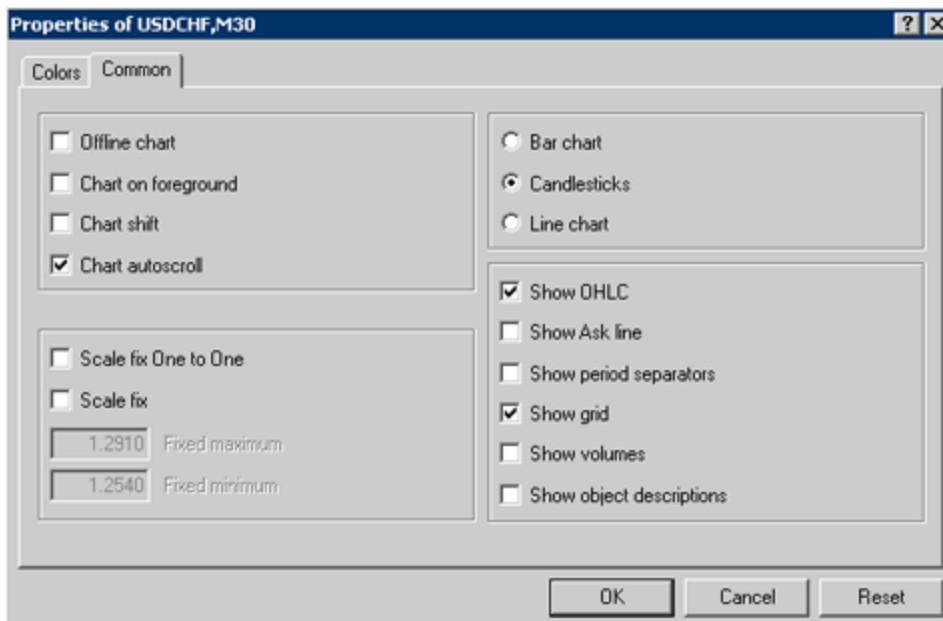 Properties of USDCHF,M30
Colors
Common
Offline chart
Chart on foreground
Chart shift
Chart autoscroll
Scale fix One to One
Scale fix
1.2910 Fixed maximum
1.2540 Fixed minimum
Bar chart
Candlesticks
Line chart
Show OHLC
Show Ask line
Show period separators
Show grid
Show volumes
Show object descriptions
OK
Cancel
Reset